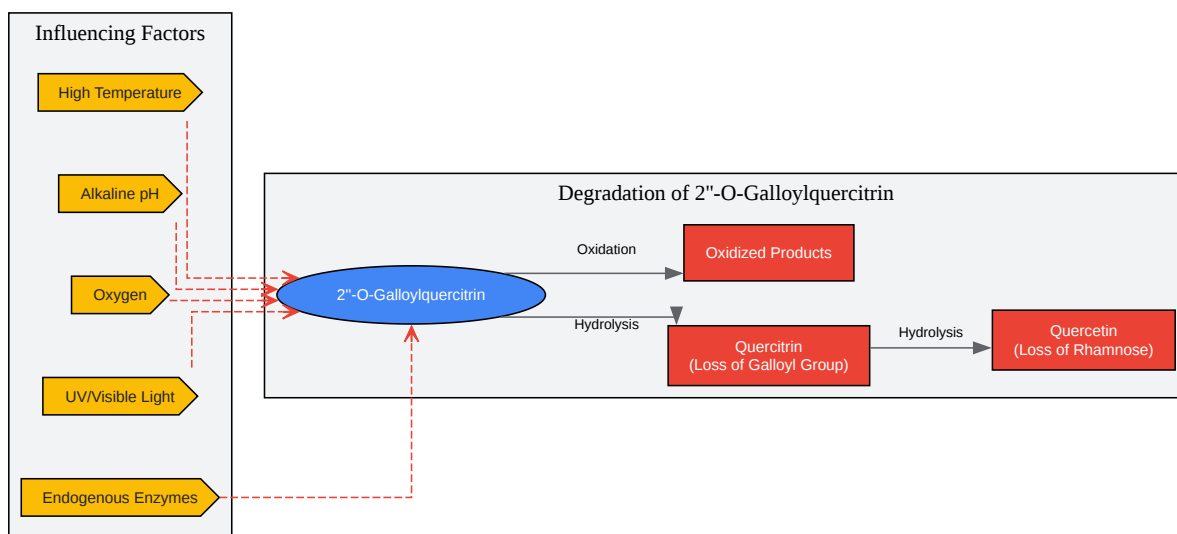 Influencing Factors
High Temperature
Alkaline pH
Oxygen
UV/Visible Light
Endogenous Enzymes
Degradation of 2"-O-Galloylquercitrin
2"-O-Galloylquercitrin
Oxidation
Oxidized Products
Hydrolysis
Quercitrin
(Loss of Galloyl Group)
Hydrolysis
Quercetin
(Loss of Rhamnose)